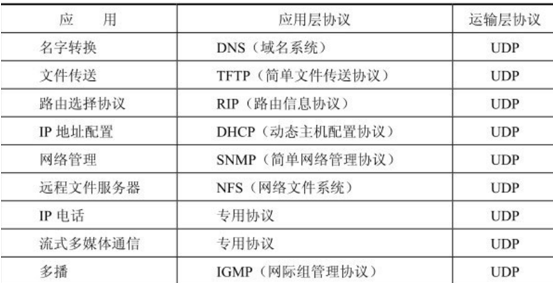 应 用 应用层协议 运输层协议
名字转换 DNS（域名系统） UDP
文件传送 TFTP（简单文件传送协议） UDP
路由选择协议 RIP（路由信息协议） UDP
IP 地址配置 DHCP（动态主机配置协议） UDP
网络管理 SNMP（简单网络管理协议） UDP
远程文件服务器 NFS（网络文件系统） UDP
IP 电话 专用协议 UDP
流式多媒体通信 专用协议 UDP
多播 IGMP（网际组管理协议） UDP